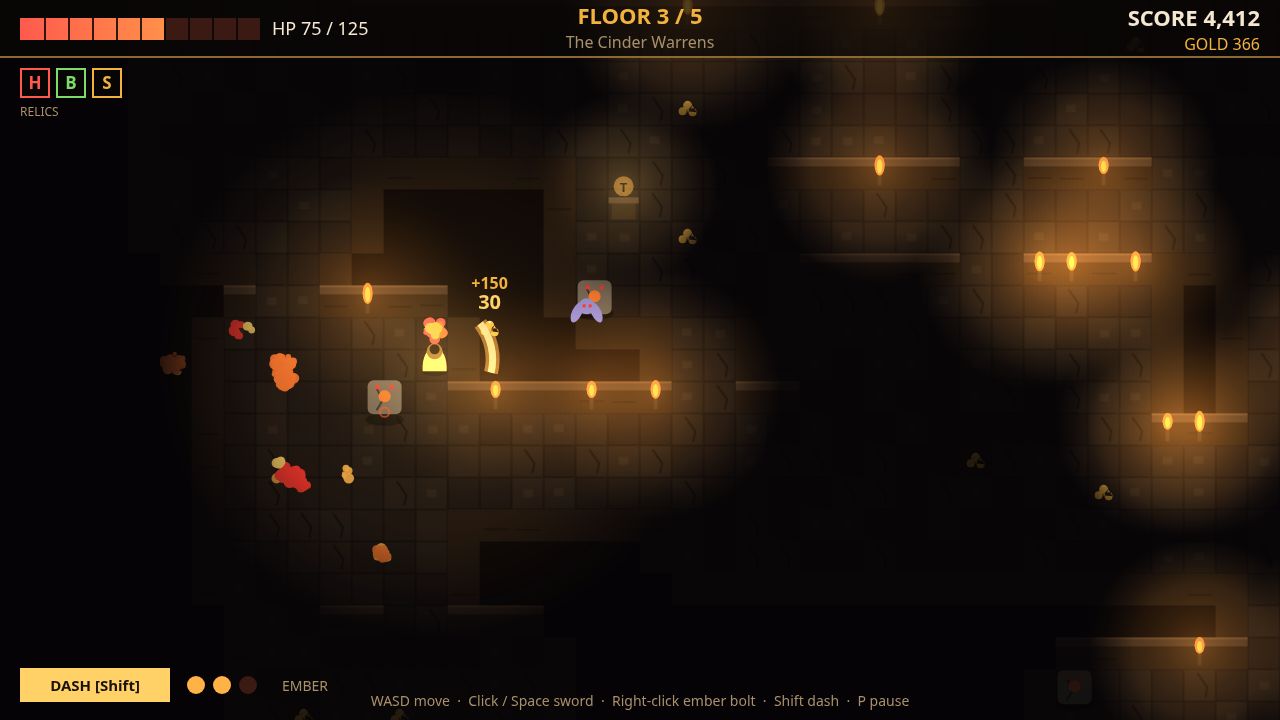 HP 75 / 125
FLOOR 3 / 5
The Cinder Warrens
SCORE 4,412
GOLD 366
H B S
RELICS
T
+150
30
DASH [Shift]
EMBER
WASD move · Click / Space sword · Right-click ember bolt · Shift dash · P pause